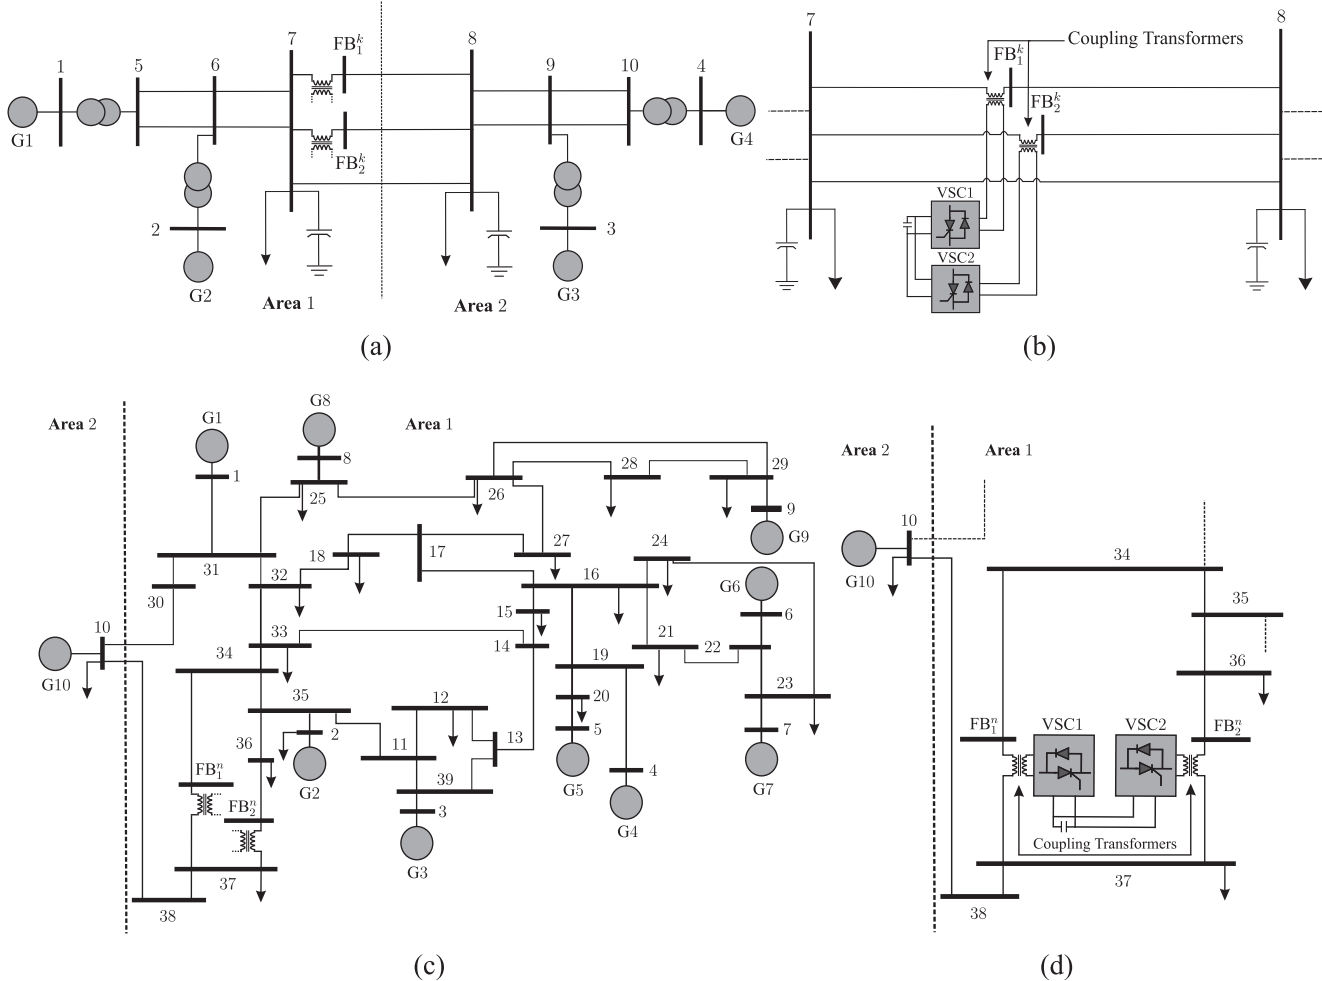 7
FB₁ᵏ
8
1
5
6
9
10
4
G1
FB₂ᵏ
G4
2
3
G2
G3
Area 1
Area 2
(a)
7
8
Coupling Transformers
FB₁ᵏ
FB₂ᵏ
VSC1
VSC2
(b)
Area 2
Area 1
G1
G8
8
1
25
26
28
29
9
G9
31
30
18
17
27
24
32
16
G6
6
15
10
33
14
21
22
34
G10
19
20
23
35
12
2
36
11
13
5
7
FB₁ⁿ
G2
39
4
G5
G7
FB₂ⁿ
3
G4
G3
37
38
(c)
Area 2
Area 1
10
G10
34
35
36
FB₁ⁿ
VSC1
VSC2
FB₂ⁿ
Coupling Transformers
37
38
(d)